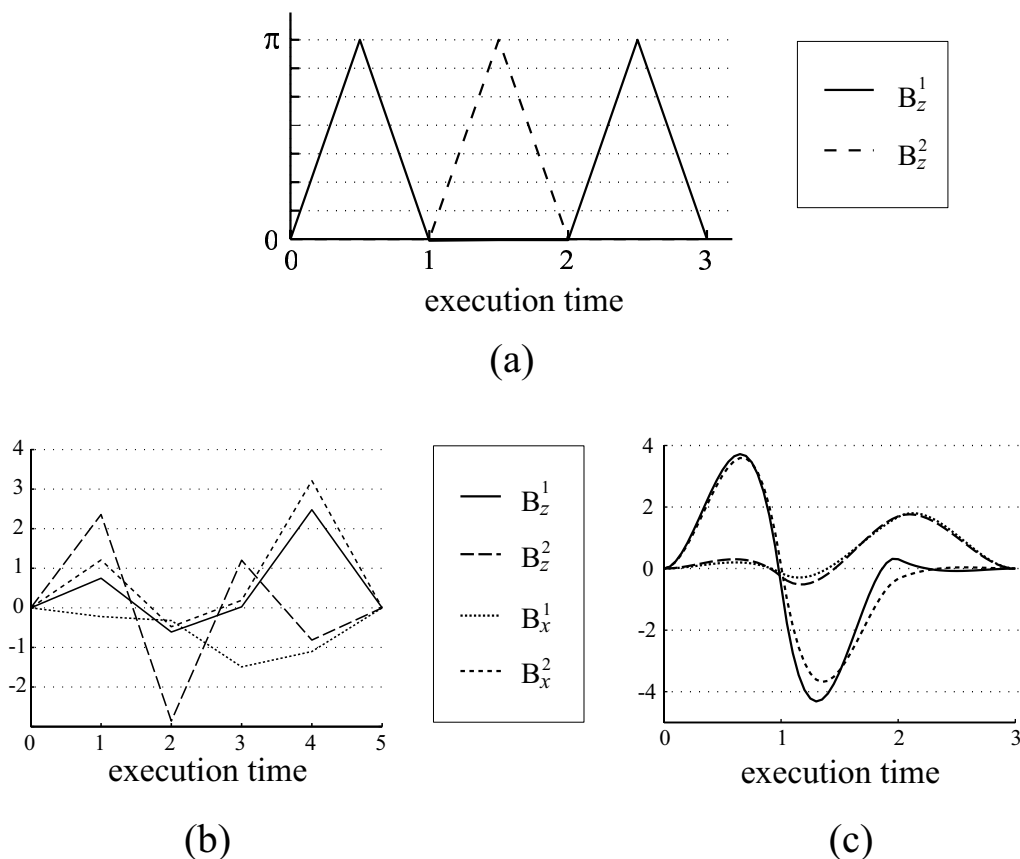 π
0
0 1 2 3
execution time
B_z^1
B_z^2
(a)
4
3
2
1
0
-1
-2
0 1 2 3 4 5
execution time
(b)
B_z^1
B_z^2
B_x^1
B_x^2
4
2
0
-2
-4
0 1 2 3
execution time
(c)